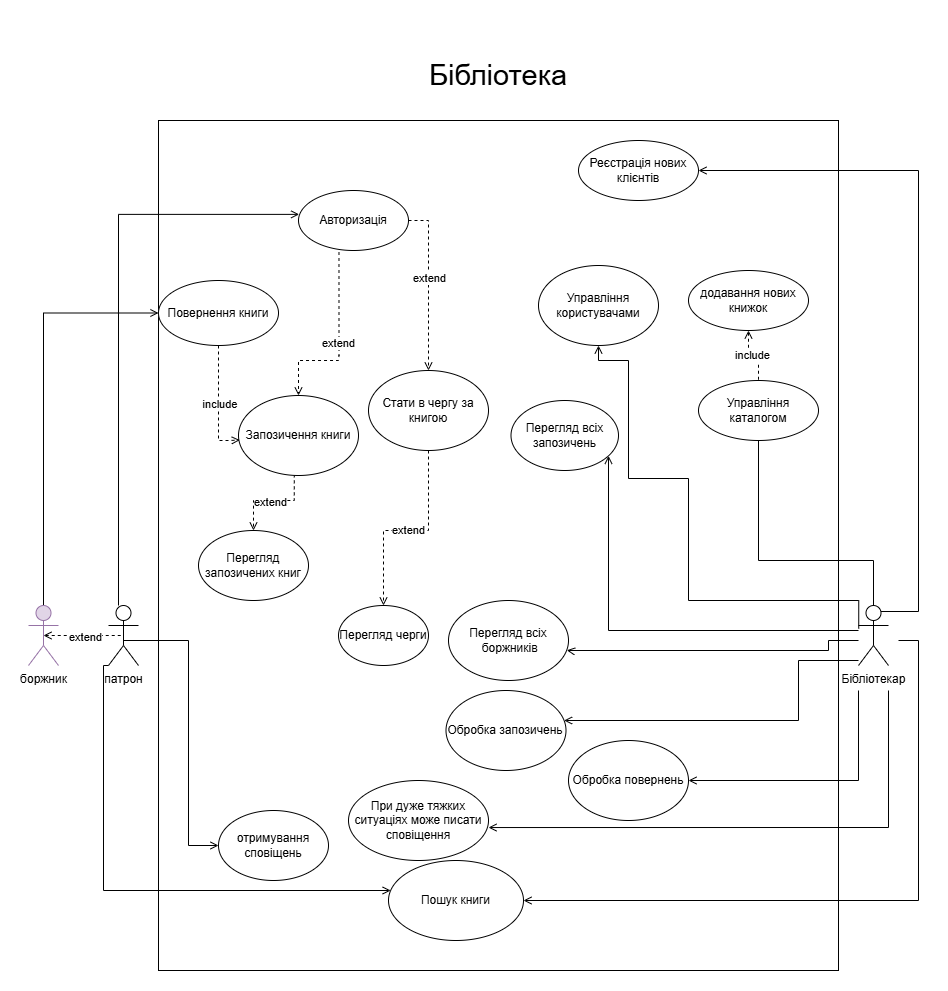 Бібліотека
Реєстрація нових
клієнтів
Авторизація
extend
Повернення книги
Управління
користувачами
додавання нових
книжок
extend
include
include
Стати в чергу за
книгою
Управління
каталогом
Запозичення книги
Перегляд всіх
запозичень
extend
extend
Перегляд
запозичених книг
Перегляд черги
Перегляд всіх
боржників
extend
боржник
патрон
Бібліотекар
Обробка запозичень
Обробка повернень
При дуже тяжких
ситуаціях може писати
сповіщення
отримування
сповіщень
Пошук книги